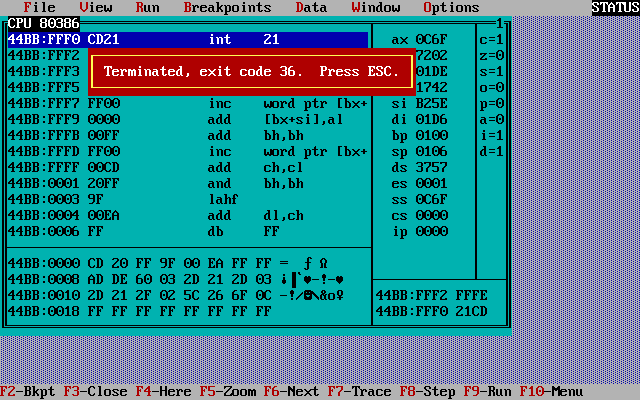 File View Run Breakpoints Data Window Options STATUS
CPU 80386 1
44BB:FFF0 CD21 int 21 ax 0C6F c=1
44BB:FFF2 7202 z=0
44BB:FFF3 Terminated, exit code 36. Press ESC. 01DE s=1
44BB:FFF5 1742 o=0
44BB:FFF7 FF00 inc word ptr [bx+ si B25E p=0
44BB:FFF9 0000 add [bx+si],al di 01D6 a=0
44BB:FFFB 00FF add bh,bh bp 0100 i=1
44BB:FFFD FF00 inc word ptr [bx+ sp 0106 d=1
44BB:FFFF 00CD add ch,cl ds 3757
44BB:0001 20FF and bh,bh es 0001
44BB:0003 9F lahf ss 0C6F
44BB:0004 00EA add dl,ch cs 0000
44BB:0006 FF db FF ip 0000
44BB:0000 CD 20 FF 9F 00 EA FF FF = ƒ Ω
44BB:0008 AD DE 60 03 2D 21 2D 03 ¡▐`♥-!-♥
44BB:0010 2D 21 2F 02 5C 26 6F 0C -!/☻\&o♀ 44BB:FFF2 FFFE
44BB:0018 FF FF FF FF FF FF FF FF 44BB:FFF0 21CD
F2-Bkpt F3-Close F4-Here F5-Zoom F6-Next F7-Trace F8-Step F9-Run F10-Menu